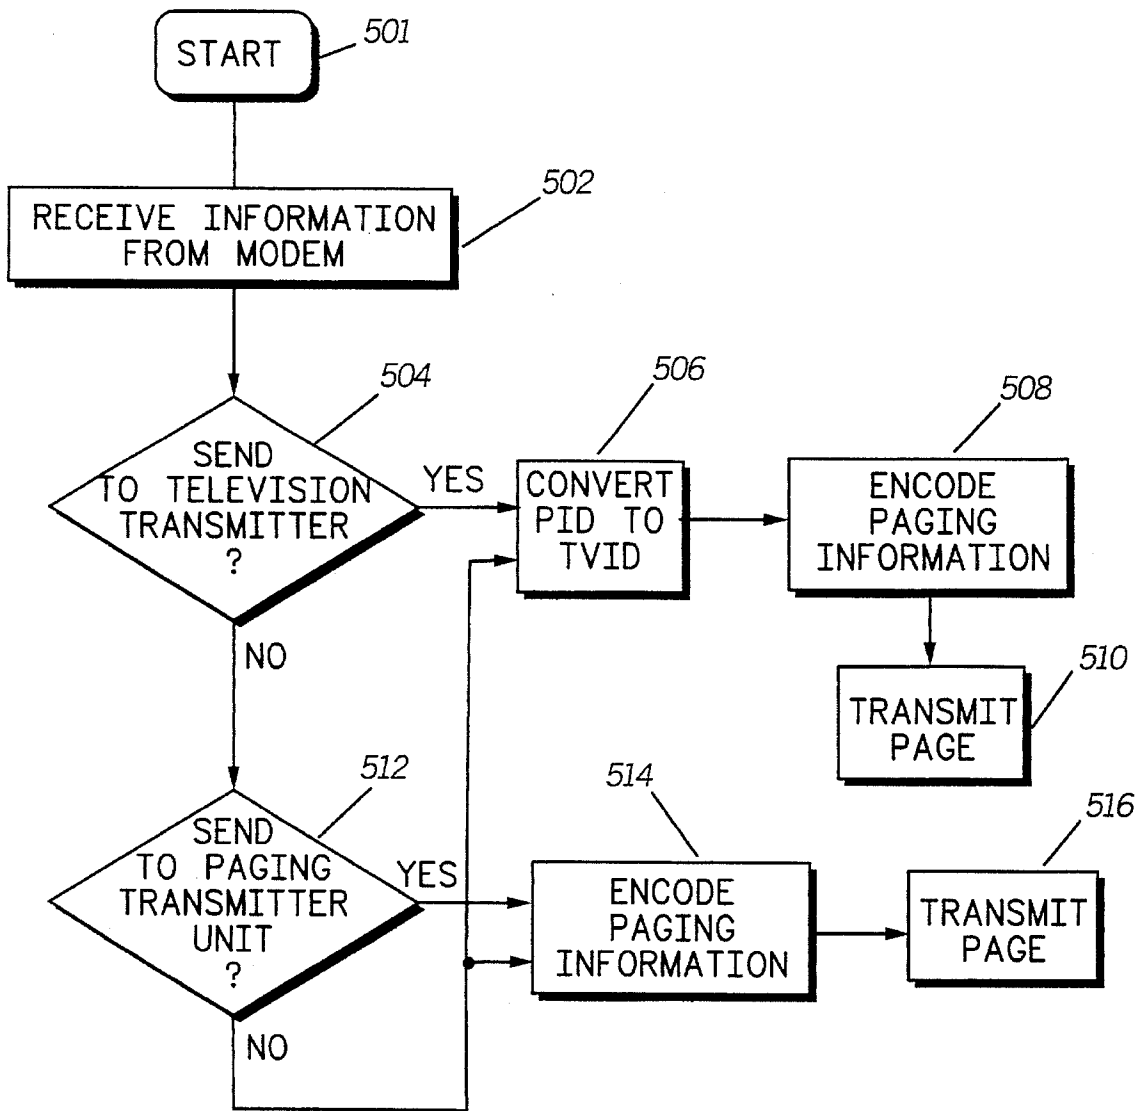 START
501
RECEIVE INFORMATION
FROM MODEM
502
SEND
TO TELEVISION
TRANSMITTER
?
504
YES
NO
CONVERT
PID TO
TVID
506
ENCODE
PAGING
INFORMATION
508
TRANSMIT
PAGE
510
SEND
TO PAGING
TRANSMITTER
UNIT
?
512
YES
NO
ENCODE
PAGING
INFORMATION
514
TRANSMIT
PAGE
516